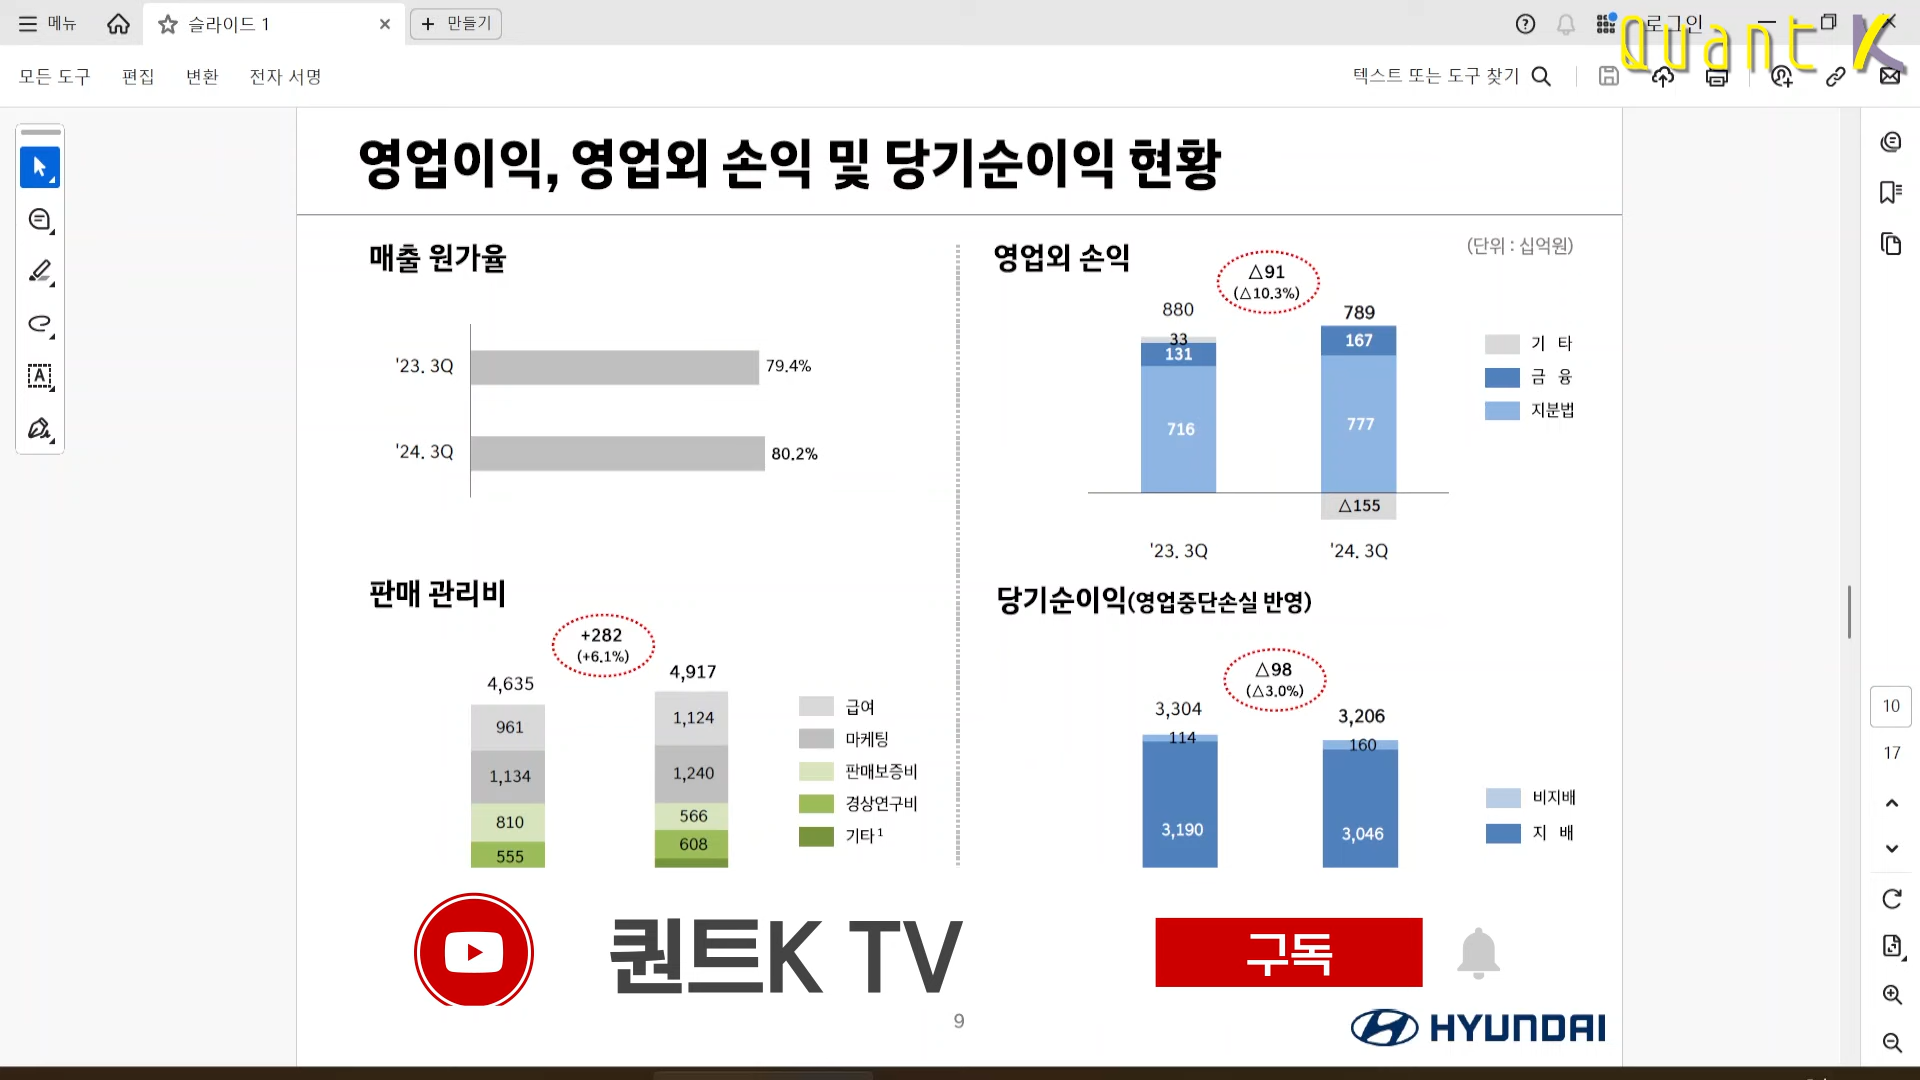 메뉴
슬라이드 1
만들기
로그인
Quant K
모든 도구
편집
변환
전자 서명
텍스트 또는 도구 찾기
영업이익, 영업외 손익 및 당기순이익 현황
매출 원가율
'23. 3Q
79.4%
'24. 3Q
80.2%
영업외 손익
(단위 : 십억원)
△91
(△10.3%)
880
33
131
716
789
167
777
△155
'23. 3Q
'24. 3Q
기 타
금 융
지분법
판매 관리비
+282
(+6.1%)
4,635
961
1,134
810
555
4,917
1,124
1,240
566
608
급여
마케팅
판매보증비
경상연구비
기타1
당기순이익(영업중단손실 반영)
△98
(△3.0%)
3,304
114
3,190
3,206
160
3,046
비지배
지 배
퀀트K TV
구독
9
HYUNDAI
10
17